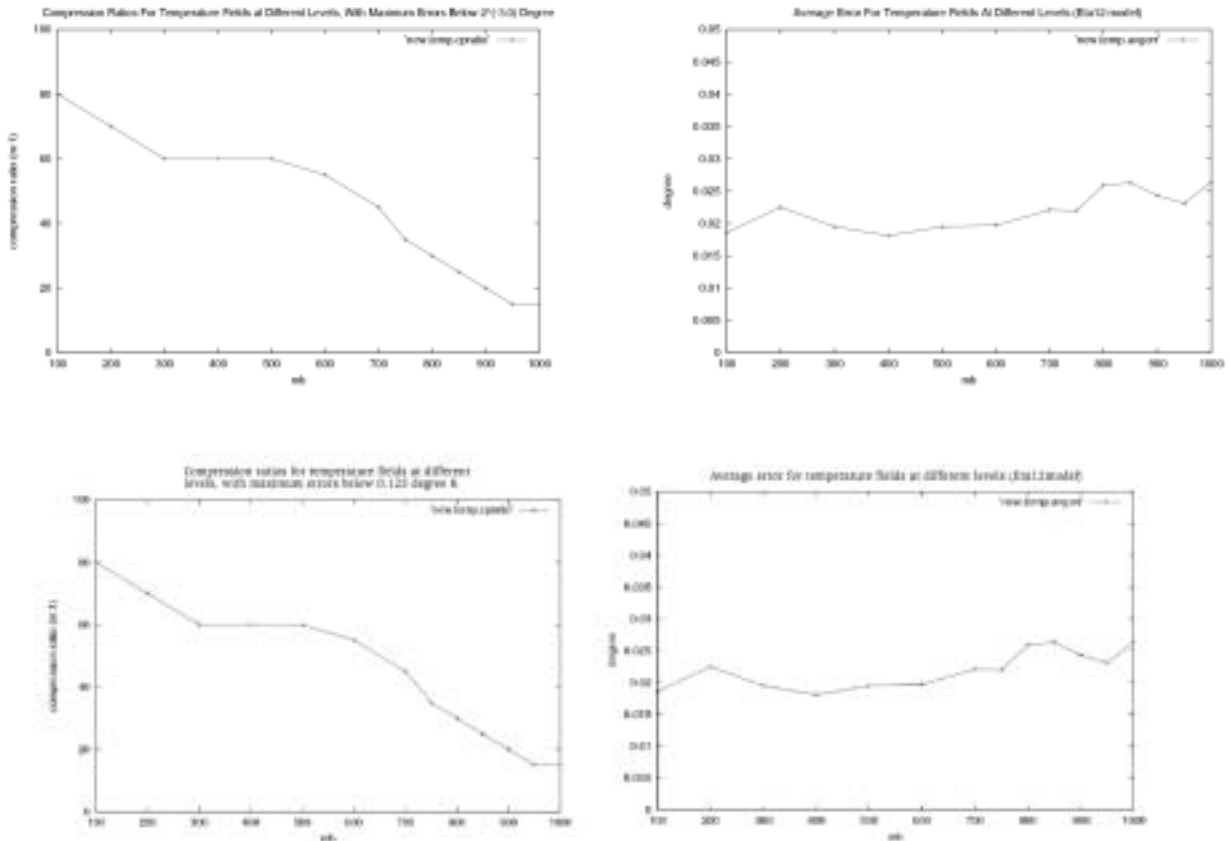 Compression Ratios For Temperature Fields at Different Levels, With Maximum Errors Below 2^(-3.0) Degree
100
80
60
40
20
0
compression ratio
100 200 300 400 500 600 700 800 900 1000
mb
Average Error For Temperature Fields At Different Levels (Eta12 model)
0.05
0.045
0.04
0.035
0.03
0.025
0.02
0.015
0.01
0.005
0
degree
100 200 300 400 500 600 700 800 900 1000
mb
Compression ratios for temperature fields at different
levels, with maximum errors below 0.125 degree K
100
80
60
40
20
0
compression ratio
100 200 300 400 500 600 700 800 900 1000
mb
Average error for temperature fields at different levels (Eta12model)
0.05
0.045
0.04
0.035
0.03
0.025
0.02
0.015
0.01
0.005
0
Degree
100 200 300 400 500 600 700 800 900 1000
mb